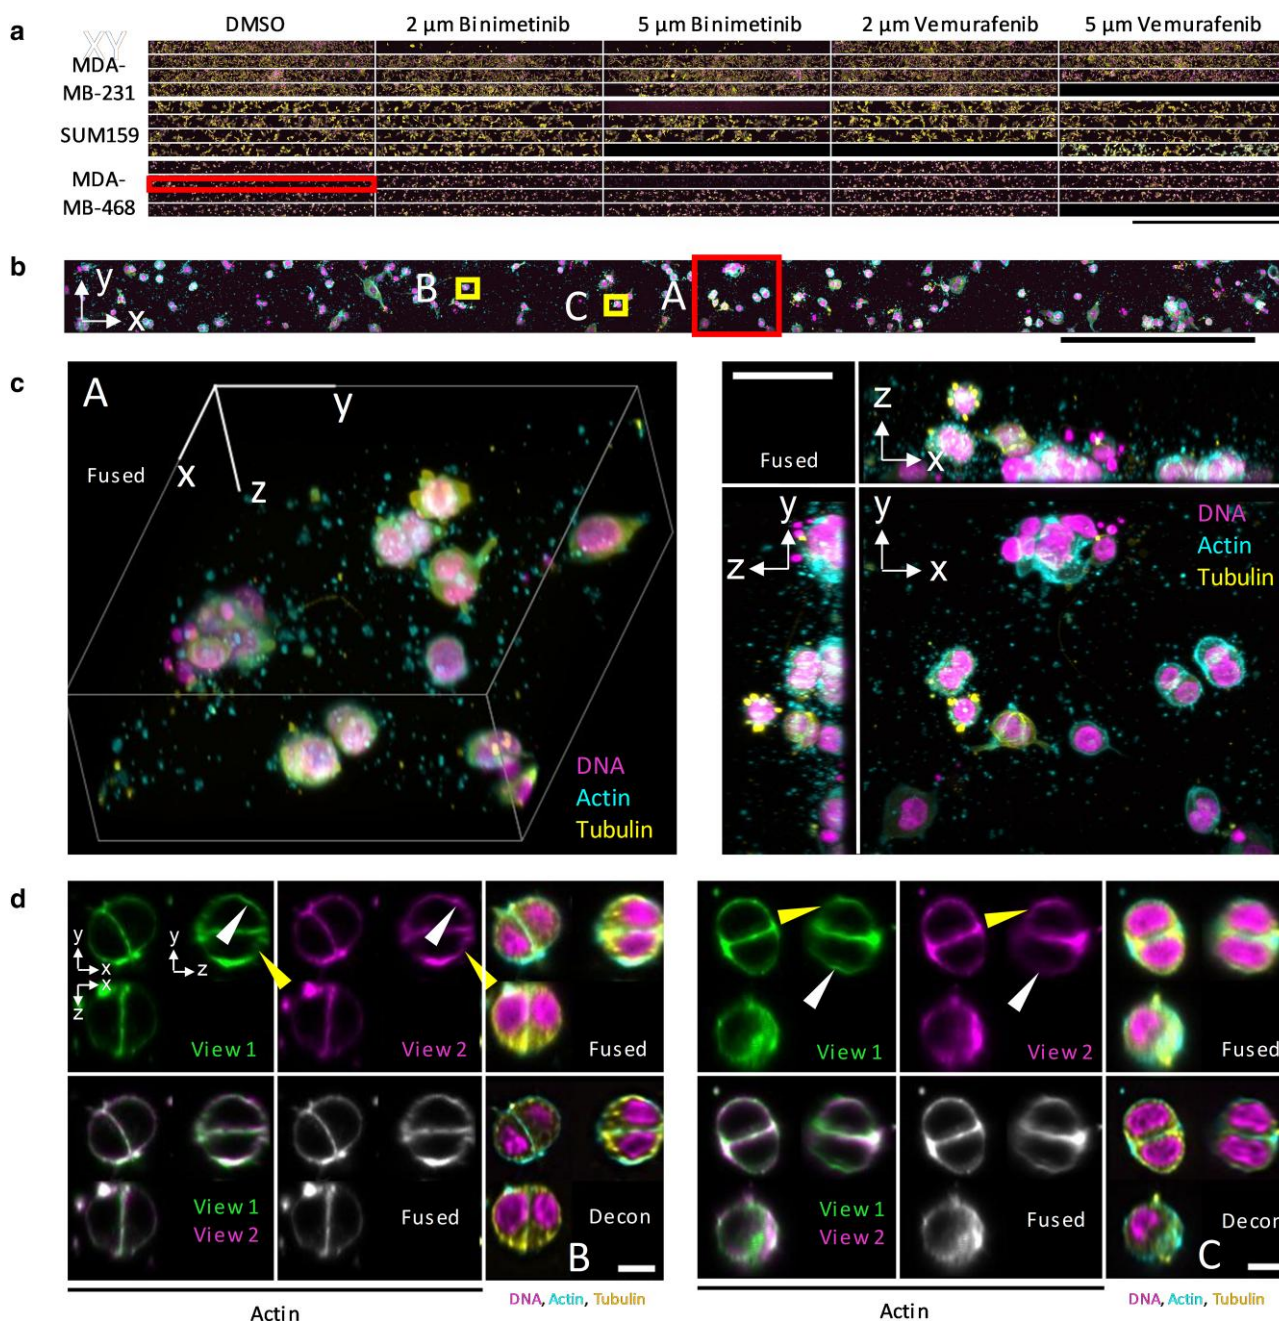 a
DMSO 2 µm Binimetinib 5 µm Binimetinib 2 µm Vemurafenib 5 µm Vemurafenib
XY
MDA-
MB-231
SUM159
MDA-
MB-468
b
y
x
B
C
A
c
A
Fused
x
y
z
DNA
Actin
Tubulin
Fused
z
x
y
z
y
x
DNA
Actin
Tubulin
d
y
x
y
z
x
z
View 1
View 2
Fused
View 1
View 2
Fused
Decon
B
Actin
DNA, Actin, Tubulin
View 1
View 2
Fused
View 1
View 2
Fused
Decon
C
Actin
DNA, Actin, Tubulin